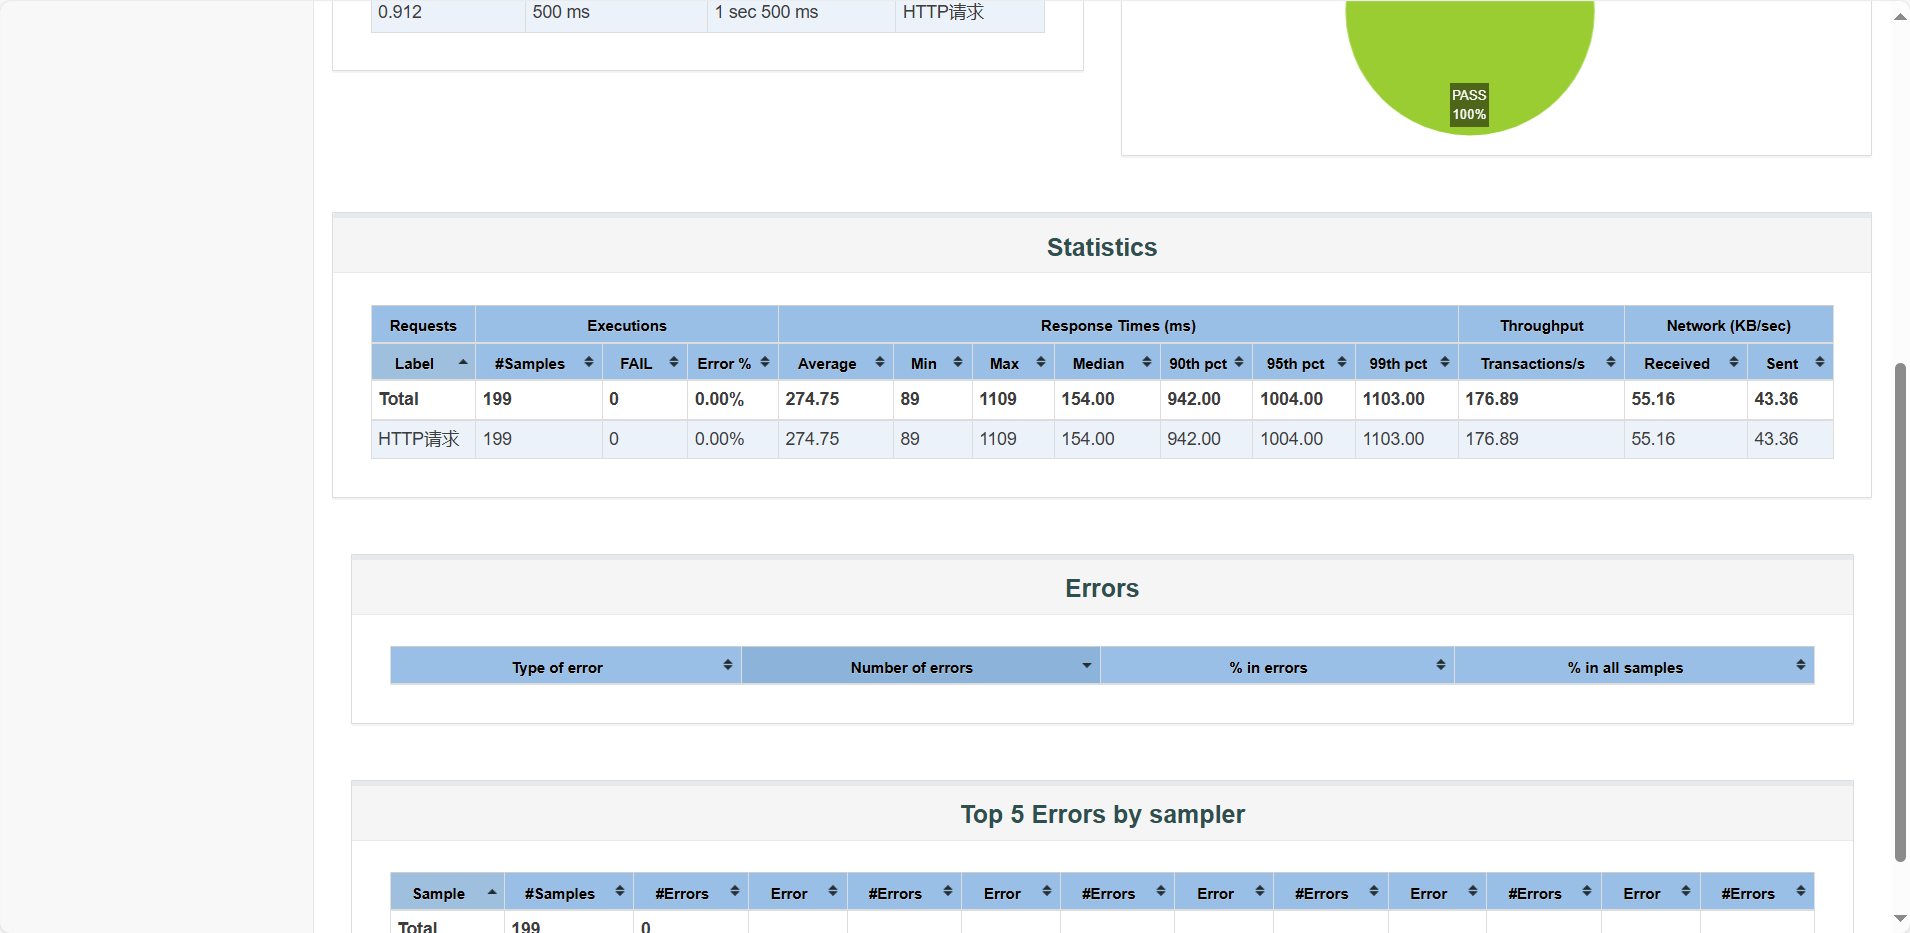 0.912 500 ms 1 sec 500 ms HTTP请求
PASS
100%
Statistics
Requests Executions Response Times (ms) Throughput Network (KB/sec)
Label #Samples FAIL Error % Average Min Max Median 90th pct 95th pct 99th pct Transactions/s Received Sent
Total 199 0 0.00% 274.75 89 1109 154.00 942.00 1004.00 1103.00 176.89 55.16 43.36
HTTP请求 199 0 0.00% 274.75 89 1109 154.00 942.00 1004.00 1103.00 176.89 55.16 43.36
Errors
Type of error Number of errors % in errors % in all samples
Top 5 Errors by sampler
Sample #Samples #Errors Error #Errors Error #Errors Error #Errors Error #Errors Error #Errors
Total 199 0